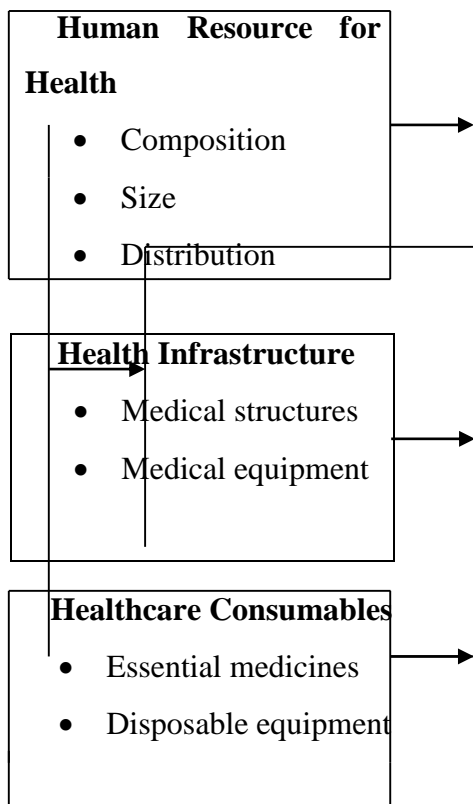 Human Resource for
Health
• Composition
• Size
• Distribution
Health Infrastructure
• Medical structures
• Medical equipment
Healthcare Consumables
• Essential medicines
• Disposable equipment